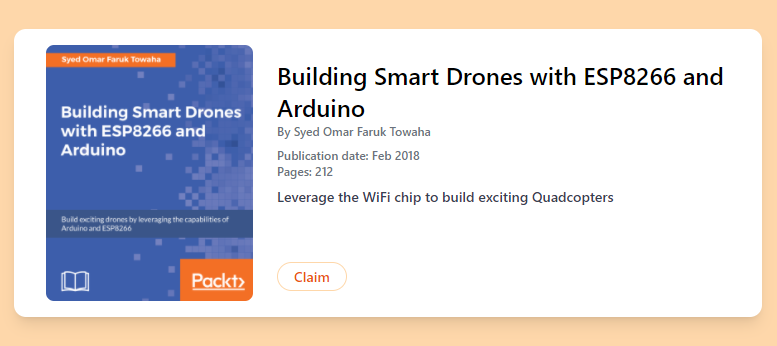 Syed Omar Faruk Towaha
Building Smart Drones
with ESP8266 and
Arduino
Build exciting drones by leveraging the capabilities of
Arduino and ESP8266
Packt>
Building Smart Drones with ESP8266 and
Arduino
By Syed Omar Faruk Towaha
Publication date: Feb 2018
Pages: 212
Leverage the WiFi chip to build exciting Quadcopters
Claim